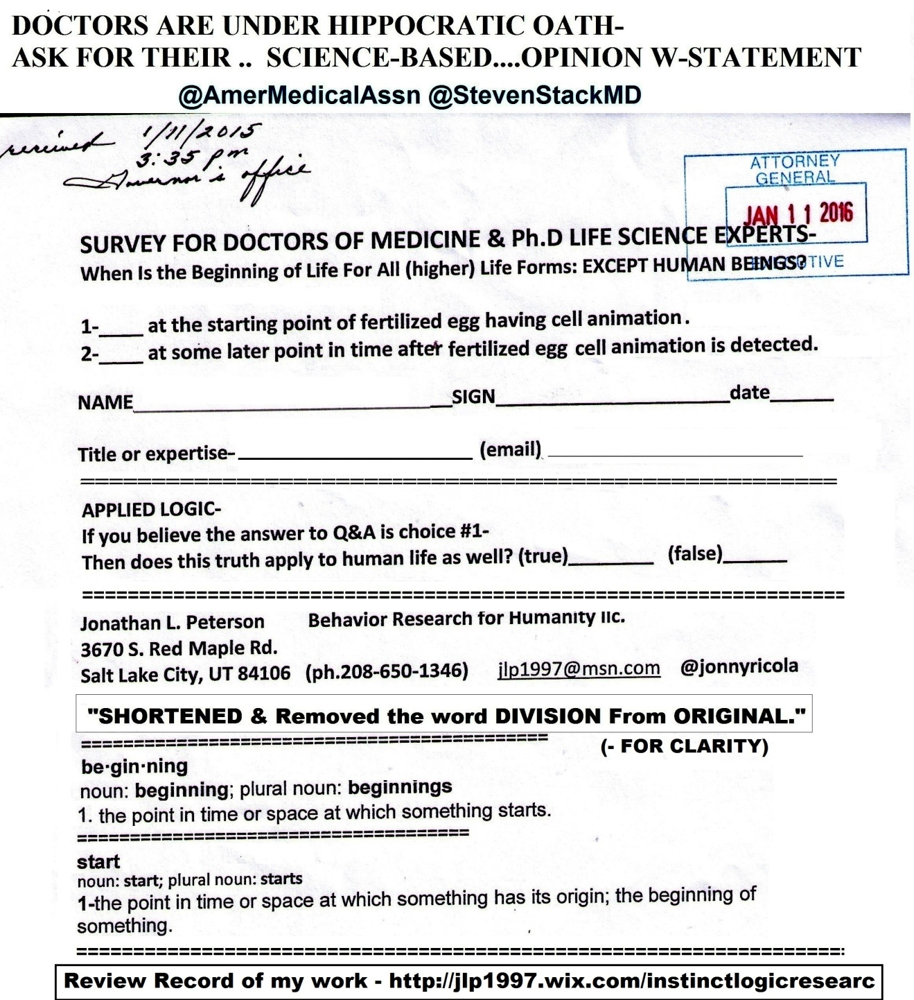 DOCTORS ARE UNDER HIPPOCRATIC OATH-
ASK FOR THEIR .. SCIENCE-BASED....OPINION W-STATEMENT
@AmerMedicalAssn @StevenStackMD
received 1/11/2015
3:35 pm
Governor's office
ATTORNEY
GENERAL
JAN 11 2016
EXECUTIVE
SURVEY FOR DOCTORS OF MEDICINE & Ph.D LIFE SCIENCE EXPERTS-
When Is the Beginning of Life For All (higher) Life Forms: EXCEPT HUMAN BEINGS?
1-____ at the starting point of fertilized egg having cell animation.
2-____ at some later point in time after fertilized egg cell animation is detected.
NAME______________________________SIGN______________________date______
Title or expertise-______________________ (email)________________________
==================================================================
APPLIED LOGIC-
If you believe the answer to Q&A is choice #1-
Then does this truth apply to human life as well? (true)________ (false)______
==================================================================
Jonathan L. Peterson Behavior Research for Humanity llc.
3670 S. Red Maple Rd.
Salt Lake City, UT 84106 (ph.208-650-1346) jlp1997@msn.com @jonnyricola
"SHORTENED & Removed the word DIVISION From ORIGINAL."
============================================
(- FOR CLARITY)
be·gin·ning
noun: beginning; plural noun: beginnings
1. the point in time or space at which something starts.
=====================================
start
noun: start; plural noun: starts
1-the point in time or space at which something has its origin; the beginning of
something.
==================================================================:
Review Record of my work - http://jlp1997.wix.com/instinctlogicresearc